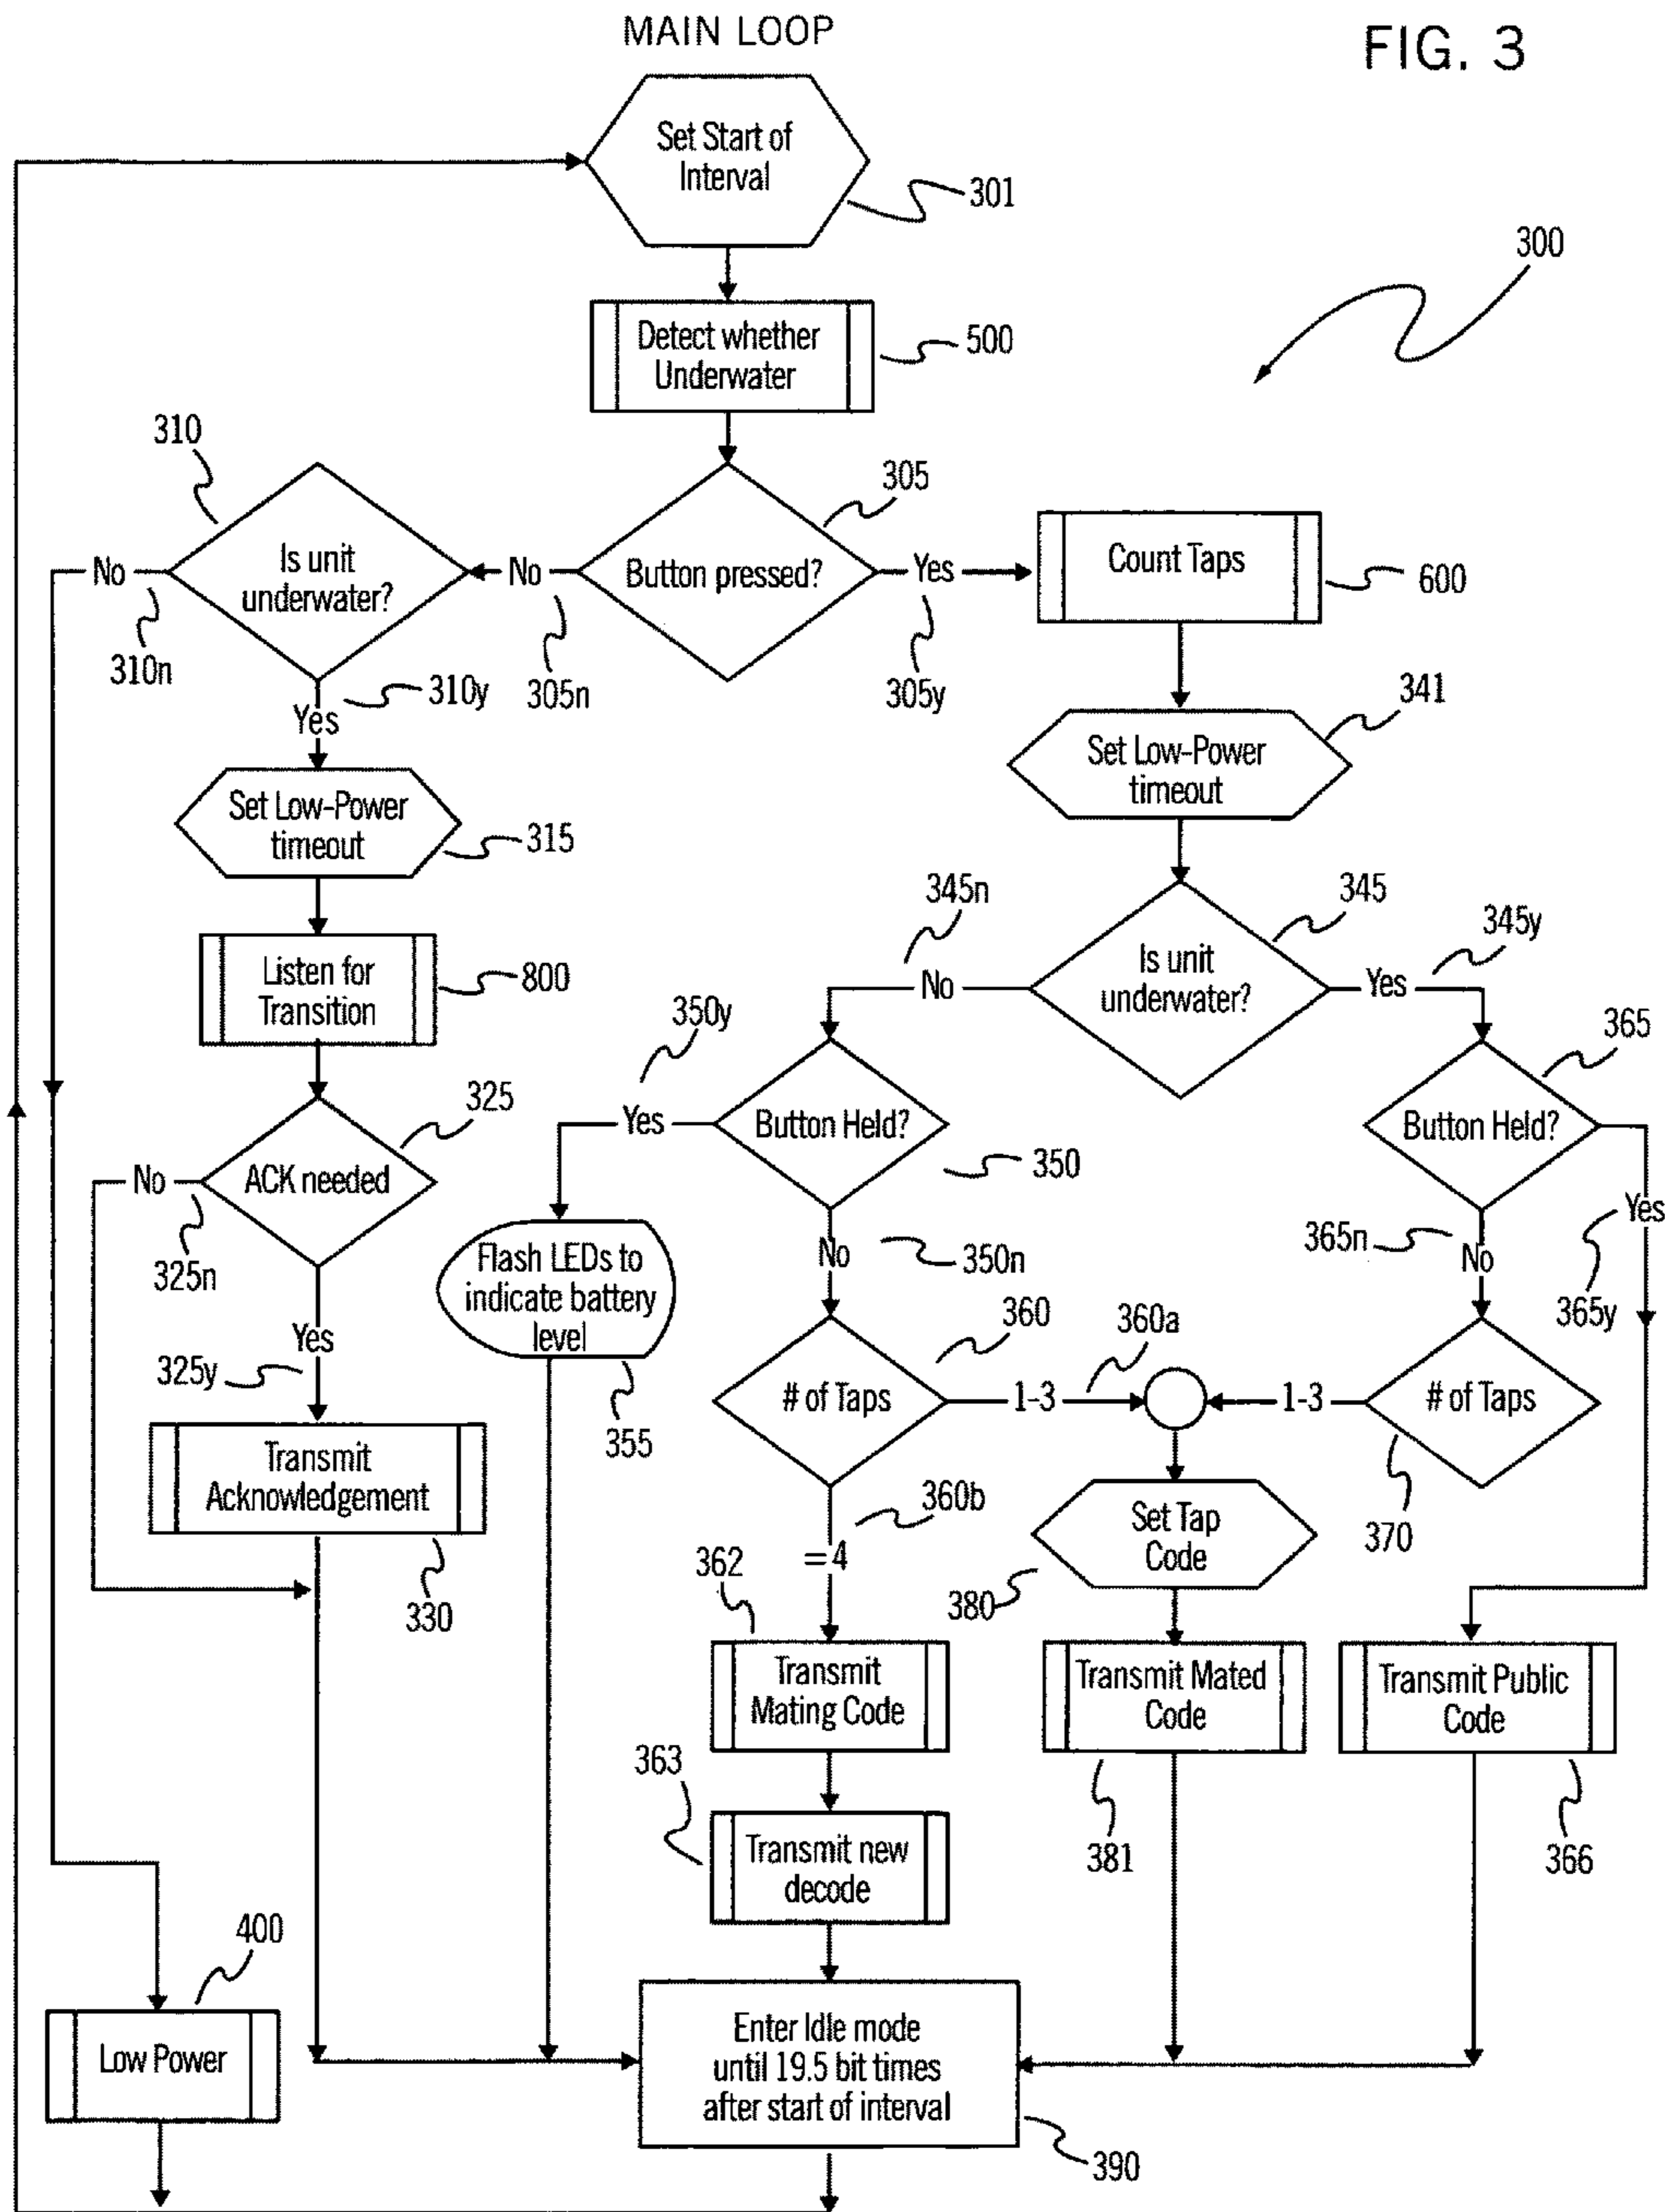 MAIN LOOP
FIG. 3
Set Start of
Interval
301
300
Detect whether
Underwater
500
310
305
Is unit
underwater?
No
310n
No
305n
Button pressed?
Yes
305y
Count Taps
600
310y
Yes
341
Set Low-Power
timeout
Set Low-Power
timeout
315
345n
345
345y
Is unit
underwater?
No
Yes
Listen for
Transition
800
350y
365
325
Yes
Button Held?
350
Button Held?
Yes
365y
No
ACK needed
325n
No
350n
365n
No
Flash LEDs to
indicate battery
level
355
Yes
325y
360
360a
# of Taps
1-3
1-3
# of Taps
370
Transmit
Acknowledgement
330
360b
=4
Set Tap
Code
380
362
Transmit
Mating Code
Transmit Mated
Code
381
Transmit Public
Code
366
363
Transmit new
decode
400
Low Power
Enter Idle mode
until 19.5 bit times
after start of interval
390